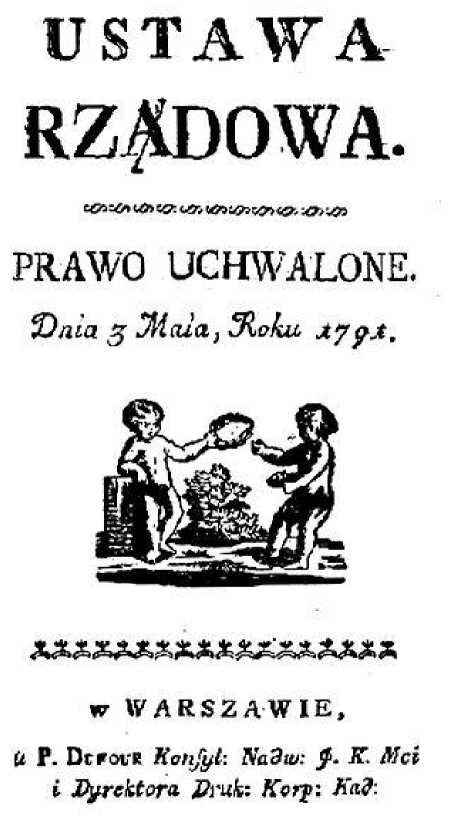 USTAWA
RZĄDOWA.
PRAWO UCHWALONE.
Dnia 3 Maia, Roku 1791.
w WARSZAWIE,
u P. DUFOUR Konsyl: Nadw: J. K. Mci
i Dyrektora Druk: Korp: Kad: